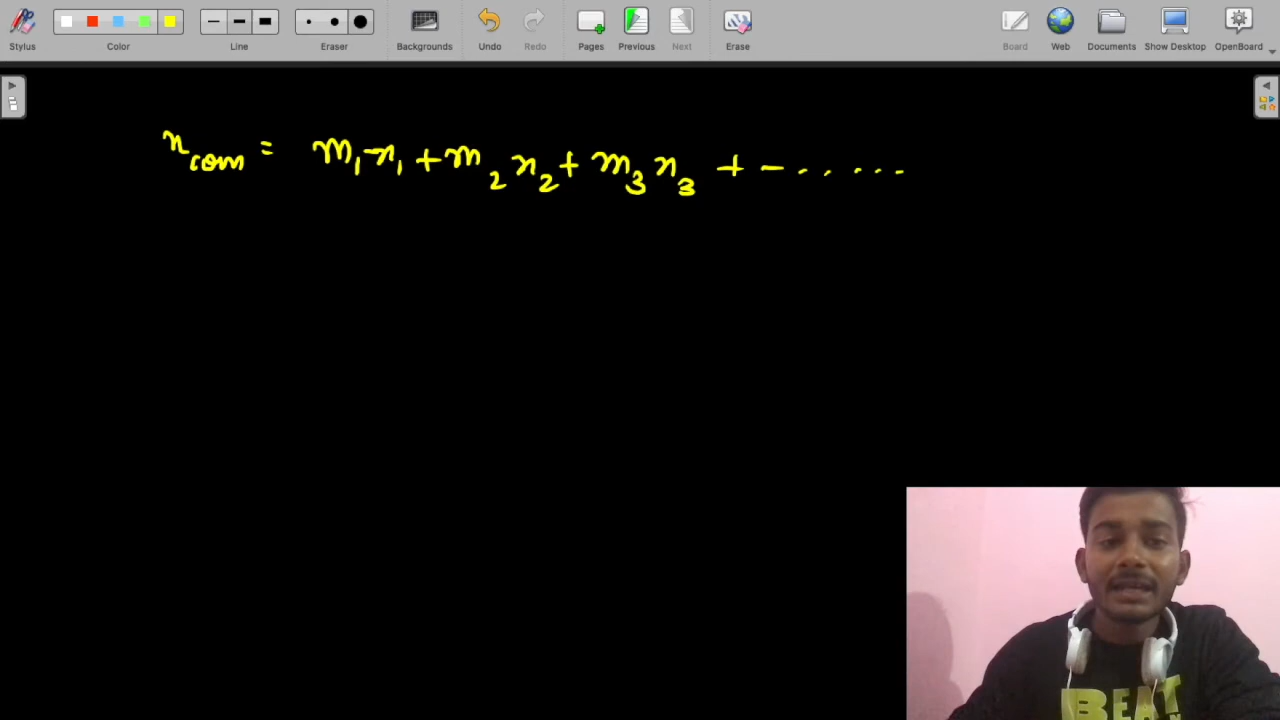 Stylus
Color
Line
Eraser
Backgrounds
Undo
Redo
Pages
Previous
Next
Erase
Board
Web
Documents
Show Desktop
OpenBoard
x_com = m₁x₁ + m₂x₂ + m₃x₃ + - . . . . .
BEAT